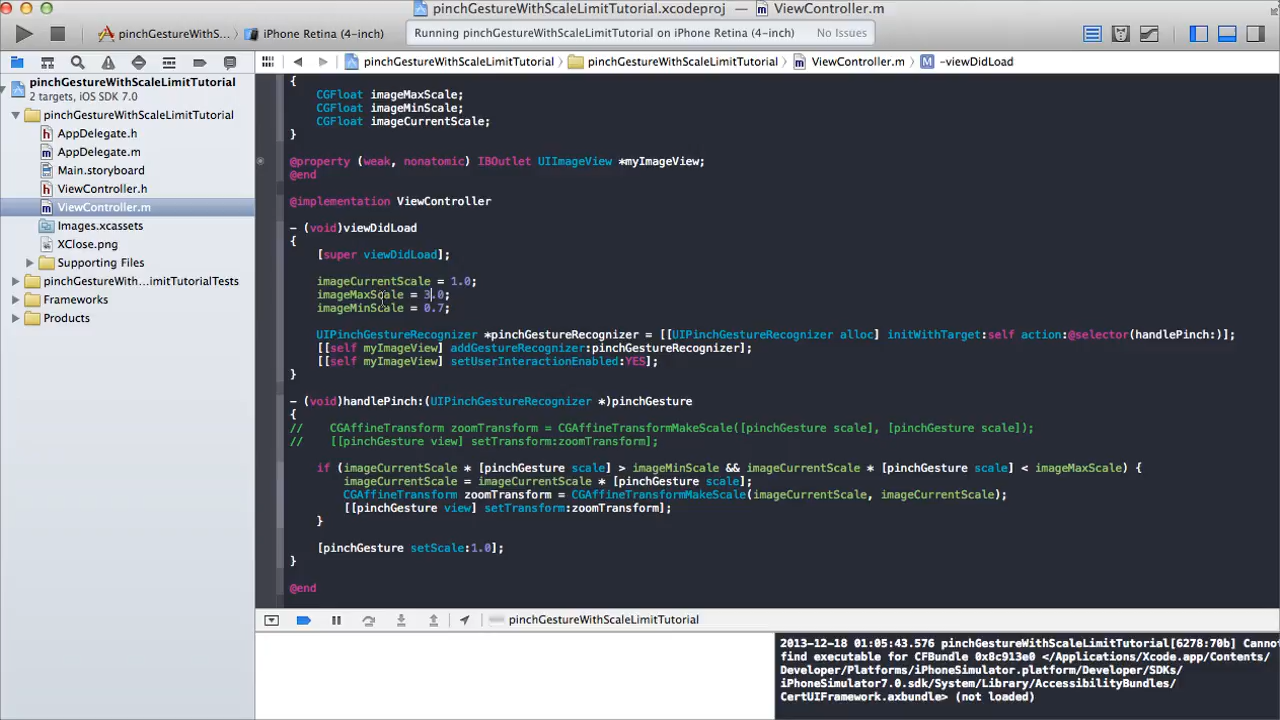 pinchGestureWithScaleLimitTutorial.xcodeproj — ViewController.m
pinchGestureWithS... iPhone Retina (4-inch)
Running pinchGestureWithScaleLimitTutorial on iPhone Retina (4-inch) No Issues
pinchGestureWithScaleLimitTutorial pinchGestureWithScaleLimitTutorial ViewController.m M -viewDidLoad
pinchGestureWithScaleLimitTutorial
2 targets, iOS SDK 7.0
pinchGestureWithScaleLimitTutorial
h AppDelegate.h
m AppDelegate.m
Main.storyboard
h ViewController.h
m ViewController.m
Images.xcassets
XClose.png
Supporting Files
pinchGestureWith...imitTutorialTests
Frameworks
Products
{
CGFloat imageMaxScale;
CGFloat imageMinScale;
CGFloat imageCurrentScale;
}
@property (weak, nonatomic) IBOutlet UIImageView *myImageView;
@end
@implementation ViewController
- (void)viewDidLoad
{
[super viewDidLoad];
imageCurrentScale = 1.0;
imageMaxScale = 3.0;
imageMinScale = 0.7;
UIPinchGestureRecognizer *pinchGestureRecognizer = [[UIPinchGestureRecognizer alloc] initWithTarget:self action:@selector(handlePinch:)];
[[self myImageView] addGestureRecognizer:pinchGestureRecognizer];
[[self myImageView] setUserInteractionEnabled:YES];
}
- (void)handlePinch:(UIPinchGestureRecognizer *)pinchGesture
{
// CGAffineTransform zoomTransform = CGAffineTransformMakeScale([pinchGesture scale], [pinchGesture scale]);
// [[pinchGesture view] setTransform:zoomTransform];
if (imageCurrentScale * [pinchGesture scale] > imageMinScale && imageCurrentScale * [pinchGesture scale] < imageMaxScale) {
imageCurrentScale = imageCurrentScale * [pinchGesture scale];
CGAffineTransform zoomTransform = CGAffineTransformMakeScale(imageCurrentScale, imageCurrentScale);
[[pinchGesture view] setTransform:zoomTransform];
}
[pinchGesture setScale:1.0];
}
@end
pinchGestureWithScaleLimitTutorial
2013-12-18 01:05:43.576 pinchGestureWithScaleLimitTutorial[6278:70b] Canno
find executable for CFBundle 0x8c913e0 </Applications/Xcode.app/Contents/
Developer/Platforms/iPhoneSimulator.platform/Developer/SDKs/
iPhoneSimulator7.0.sdk/System/Library/AccessibilityBundles/
CertUIFramework.axbundle> (not loaded)